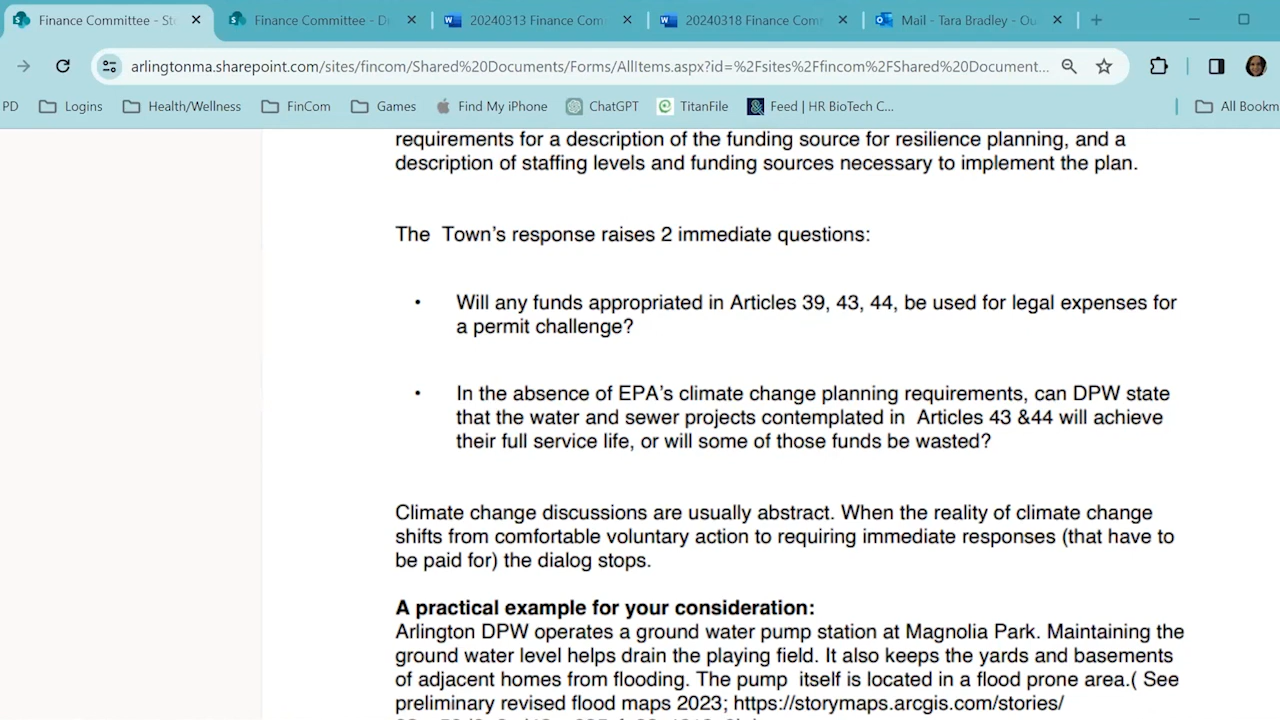 Finance Committee - Ste
Finance Committee - Dr
20240313 Finance Com
20240318 Finance Com
Mail - Tara Bradley - Ou
arlingtonma.sharepoint.com/sites/fincom/Shared%20Documents/Forms/AllItems.aspx?id=%2Fsites%2Ffincom%2FShared%20Document...
PD Logins Health/Wellness FinCom Games Find My iPhone ChatGPT TitanFile Feed | HR BioTech C... All Bookm
requirements for a description of the funding source for resilience planning, and a
description of staffing levels and funding sources necessary to implement the plan.
The Town's response raises 2 immediate questions:
• Will any funds appropriated in Articles 39, 43, 44, be used for legal expenses for
a permit challenge?
• In the absence of EPA's climate change planning requirements, can DPW state
that the water and sewer projects contemplated in Articles 43 &44 will achieve
their full service life, or will some of those funds be wasted?
Climate change discussions are usually abstract. When the reality of climate change
shifts from comfortable voluntary action to requiring immediate responses (that have to
be paid for) the dialog stops.
A practical example for your consideration:
Arlington DPW operates a ground water pump station at Magnolia Park. Maintaining the
ground water level helps drain the playing field. It also keeps the yards and basements
of adjacent homes from flooding. The pump itself is located in a flood prone area.( See
preliminary revised flood maps 2023; https://storymaps.arcgis.com/stories/